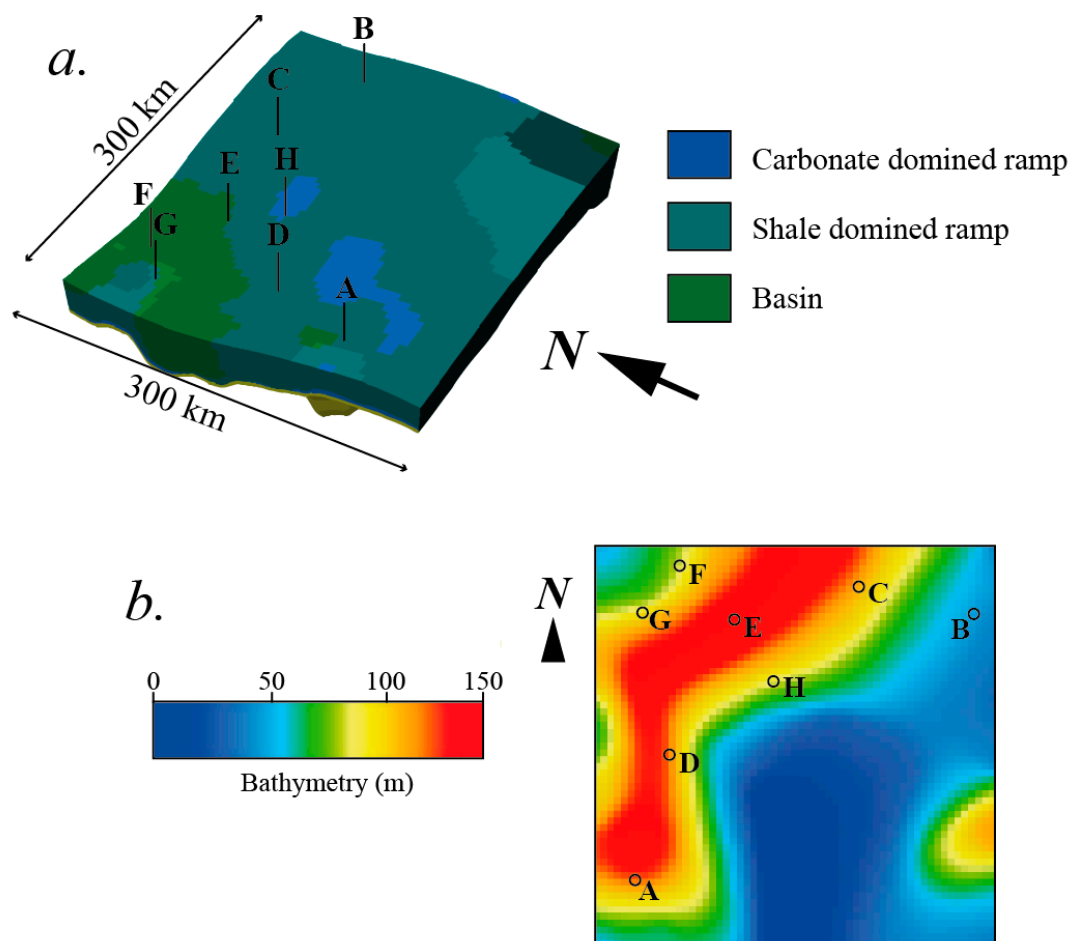 a.
B
C
300 km
H
E
F
G
D
A
300 km
N
Carbonate domined ramp
Shale domined ramp
Basin
b.
N
0 50 100 150
Bathymetry (m)
F
C
G
E
B
H
D
A